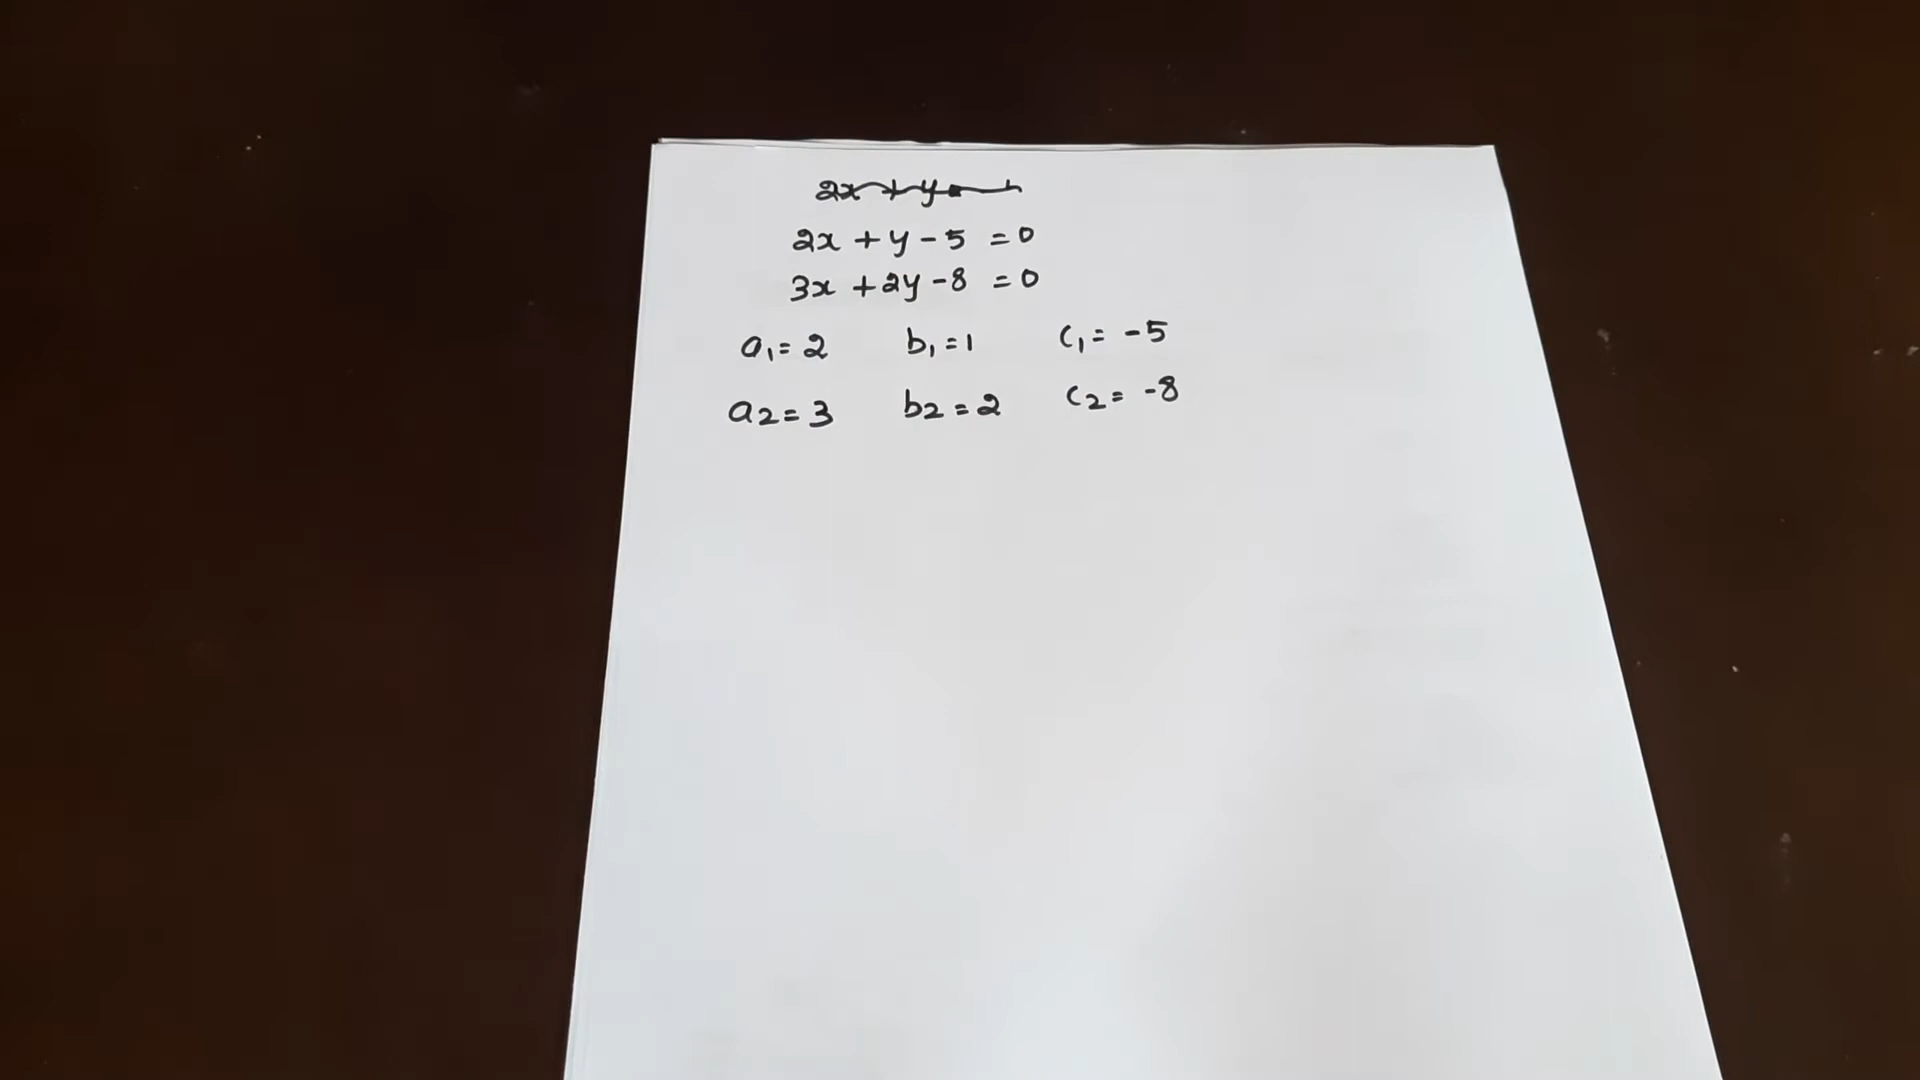 2x + y
2x + y - 5 = 0
3x + 2y - 8 = 0
a₁ = 2 b₁ = 1 c₁ = -5
a₂ = 3 b₂ = 2 c₂ = -8